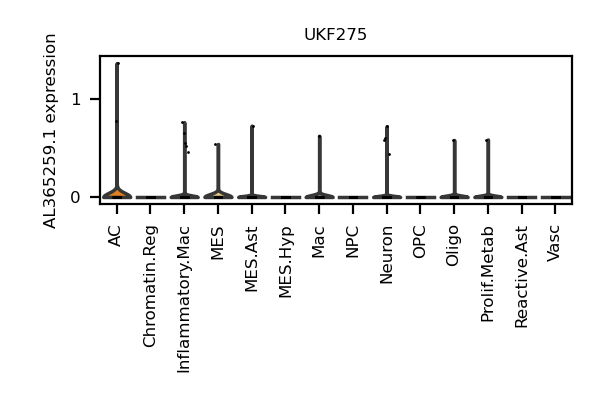 UKF275
AL365259.1 expression
1
0
AC
Chromatin.Reg
Inflammatory.Mac
MES
MES.Ast
MES.Hyp
Mac
NPC
Neuron
OPC
Oligo
Prolif.Metab
Reactive.Ast
Vasc